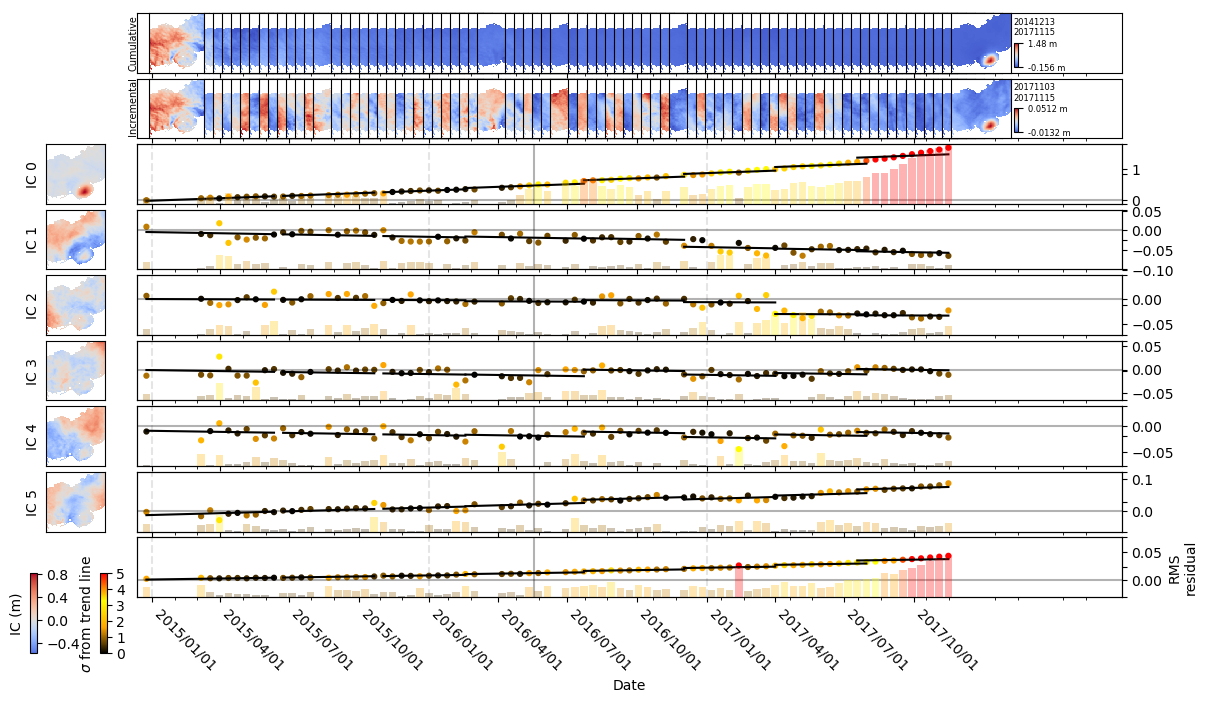 Cumulative
20141213
20171115
1.48 m
-0.156 m
Incremental
20171103
20171115
0.0512 m
-0.0132 m
IC 0
1
0
IC 1
0.05
0.00
−0.05
−0.10
IC 2
0.00
−0.05
IC 3
0.05
0.00
−0.05
IC 4
0.00
−0.05
IC 5
0.1
0.0
RMS
residual
0.05
0.00
IC (m)
0.8
0.4
0.0
−0.4
σ from trend line
5
4
3
2
1
0
2015/01/01
2015/04/01
2015/07/01
2015/10/01
2016/01/01
2016/04/01
2016/07/01
2016/10/01
2017/01/01
2017/04/01
2017/07/01
2017/10/01
Date